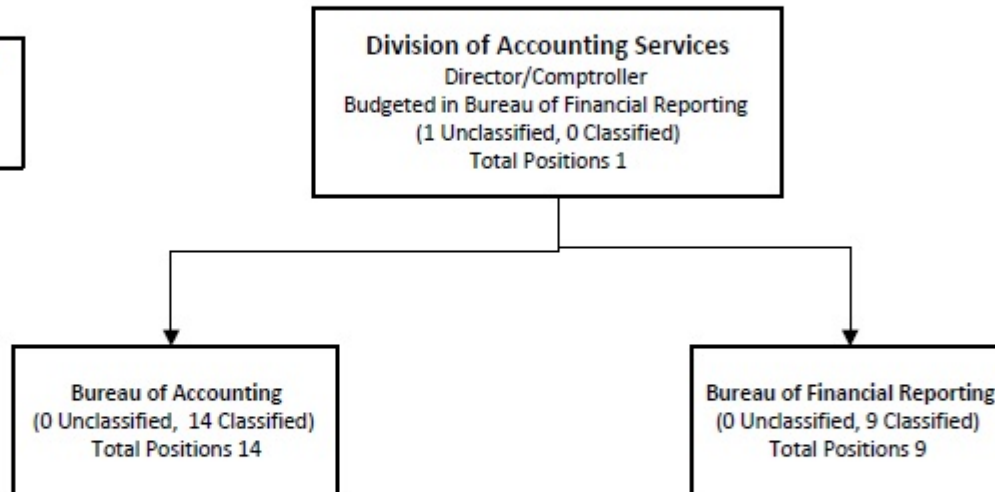 Division of Accounting Services
Director/Comptroller
Budgeted in Bureau of Financial Reporting
(1 Unclassified, 0 Classified)
Total Positions 1
Bureau of Accounting
(0 Unclassified,  14 Classified)
Total Positions 14
Bureau of Financial Reporting
(0 Unclassified, 9 Classified)
Total Positions 9